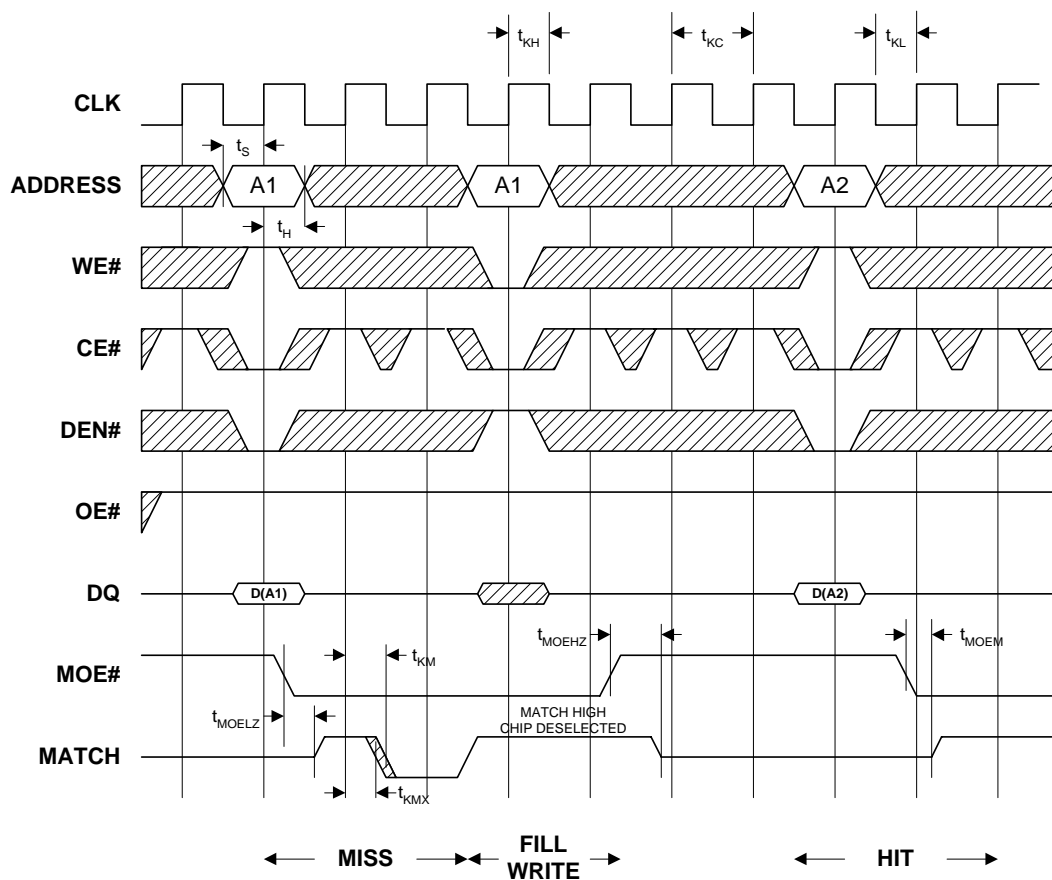 tKH
tKC
tKL
CLK
tS
ADDRESS
A1
A1
A2
tH
WE#
CE#
DEN#
OE#
DQ
D(A1)
D(A2)
tMOEHZ
tMOEM
tKM
MOE#
MATCH HIGH
CHIP DESELECTED
tMOELZ
MATCH
tKMX
MISS
FILL
WRITE
HIT